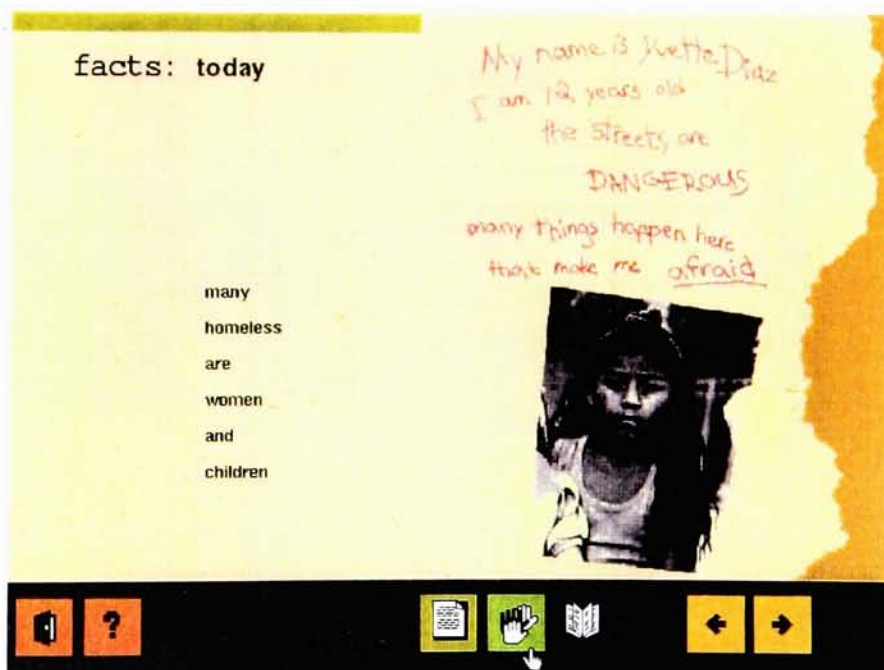 facts: today
My name is Yvette Diaz
I am 12 years old
the streets are
DANGEROUS
many things happen here
that make me afraid
many
homeless
are
women
and
children
?